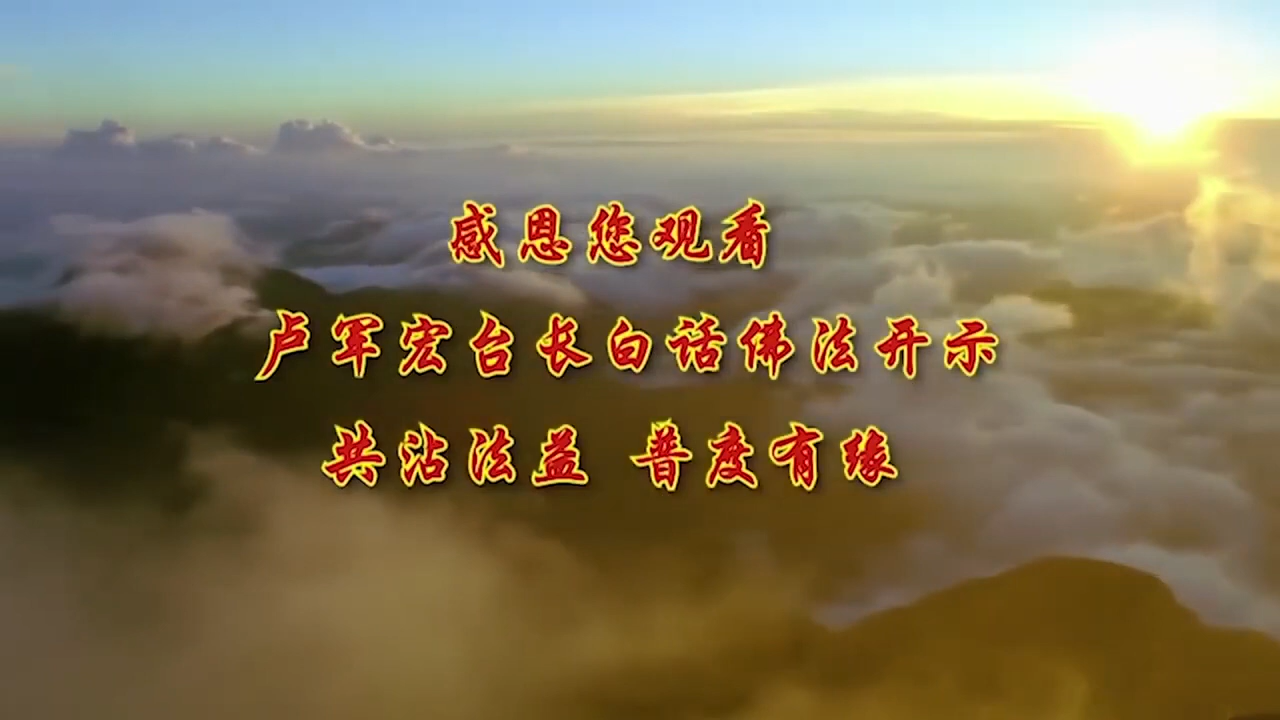 感恩您观看
卢军宏台长白话佛法开示
共沾法益 普度有缘